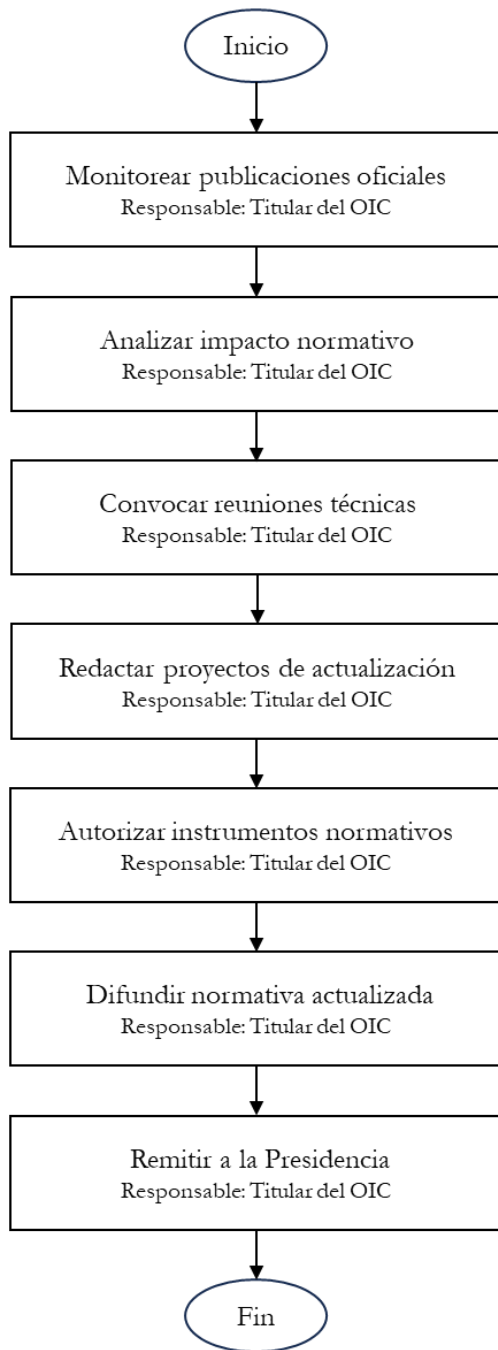 Inicio
Monitorear publicaciones oficiales
Responsable: Titular del OIC
Analizar impacto normativo
Responsable: Titular del OIC
Convocar reuniones técnicas
Responsable: Titular del OIC
Redactar proyectos de actualización
Responsable: Titular del OIC
Autorizar instrumentos normativos
Responsable: Titular del OIC
Difundir normativa actualizada
Responsable: Titular del OIC
Remitir a la Presidencia
Responsable: Titular del OIC
Fin